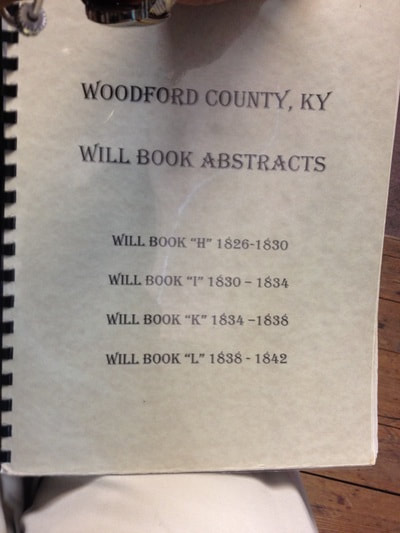 WOODFORD COUNTY, KY
WILL BOOK ABSTRACTS
WILL BOOK “H” 1826-1830
WILL BOOK “I” 1830 – 1834
WILL BOOK “K” 1834 –1838
WILL BOOK “L” 1838 - 1842